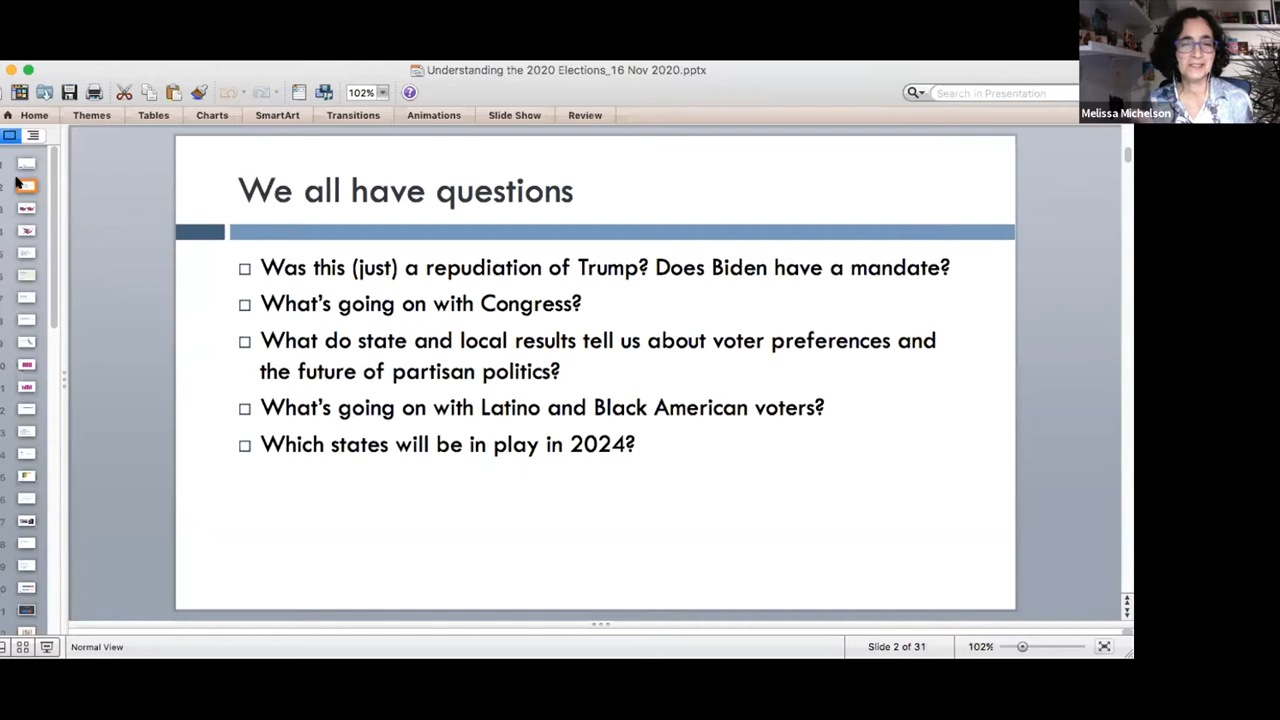 Understanding the 2020 Elections_16 Nov 2020.pptx
102%
Search in Presentation
Melissa Michelson
Home Themes Tables Charts SmartArt Transitions Animations Slide Show Review
We all have questions
Was this (just) a repudiation of Trump? Does Biden have a mandate?
What's going on with Congress?
What do state and local results tell us about voter preferences and
the future of partisan politics?
What's going on with Latino and Black American voters?
Which states will be in play in 2024?
Normal View
Slide 2 of 31
102%